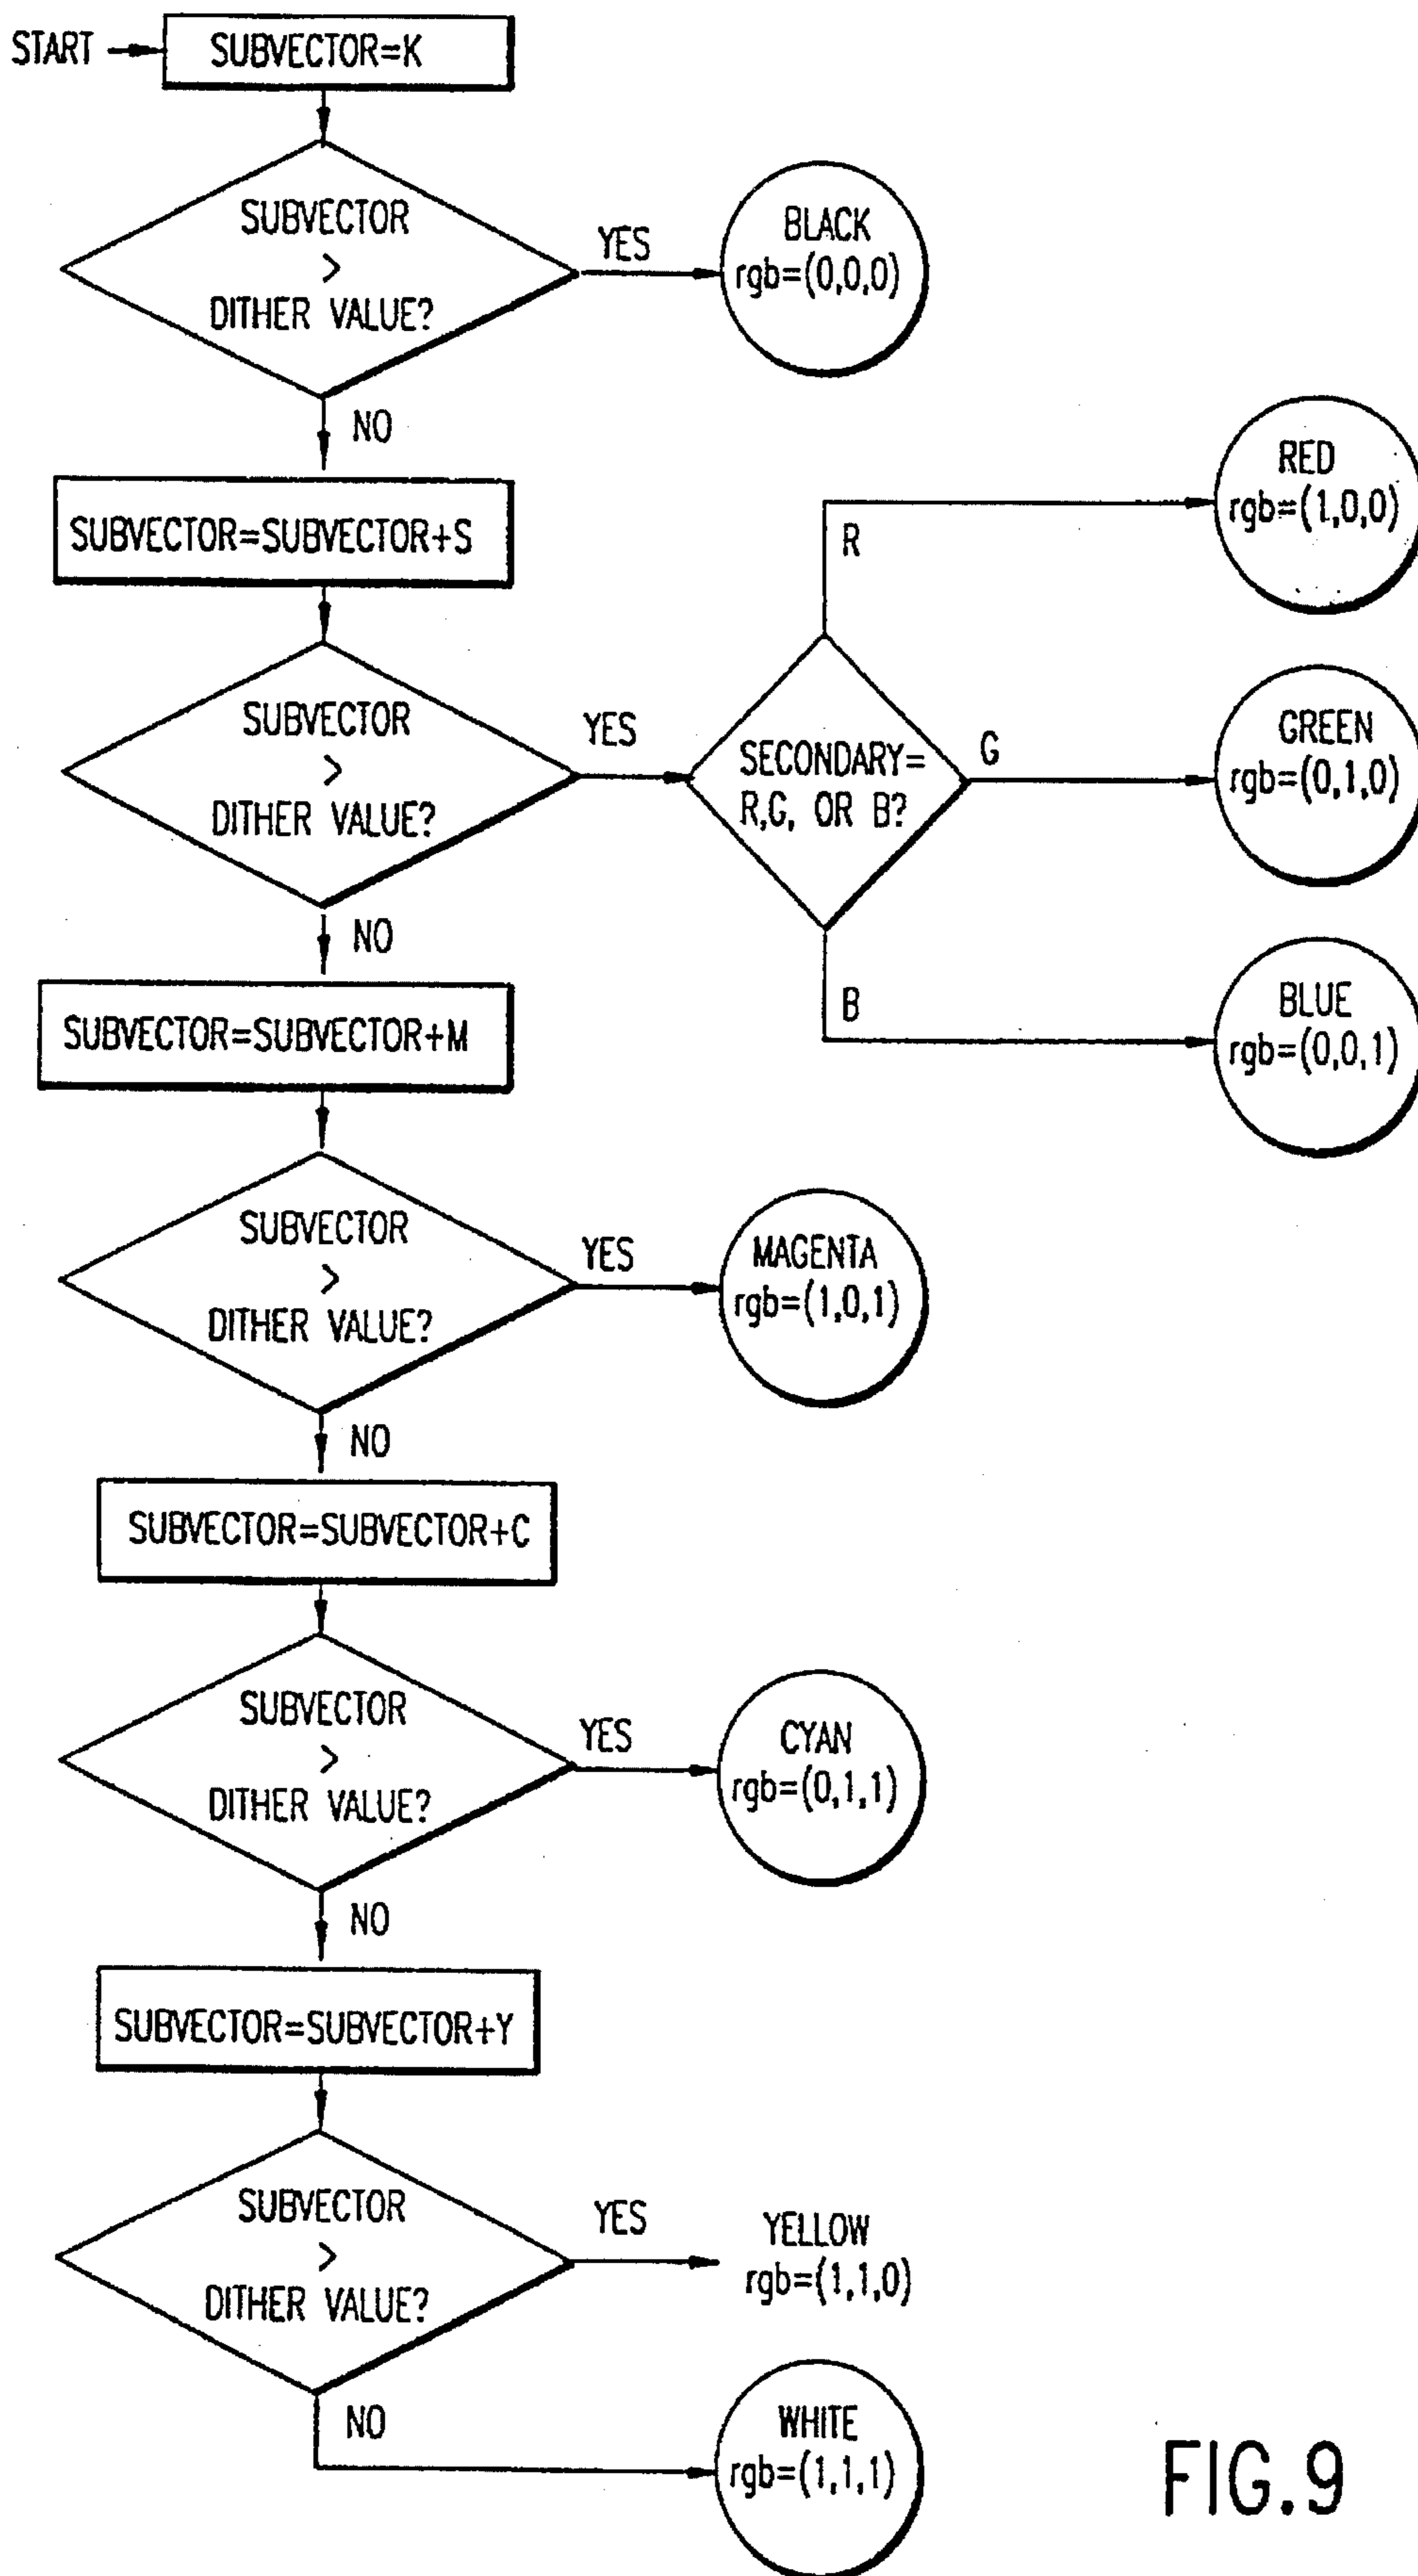 START
SUBVECTOR=K
SUBVECTOR
>
DITHER VALUE?
YES
BLACK
rgb=(0,0,0)
NO
SUBVECTOR=SUBVECTOR+S
SUBVECTOR
>
DITHER VALUE?
YES
SECONDARY=
R,G, OR B?
R
RED
rgb=(1,0,0)
G
GREEN
rgb=(0,1,0)
B
BLUE
rgb=(0,0,1)
NO
SUBVECTOR=SUBVECTOR+M
SUBVECTOR
>
DITHER VALUE?
YES
MAGENTA
rgb=(1,0,1)
NO
SUBVECTOR=SUBVECTOR+C
SUBVECTOR
>
DITHER VALUE?
YES
CYAN
rgb=(0,1,1)
NO
SUBVECTOR=SUBVECTOR+Y
SUBVECTOR
>
DITHER VALUE?
YES
YELLOW
rgb=(1,1,0)
NO
WHITE
rgb=(1,1,1)
FIG.9